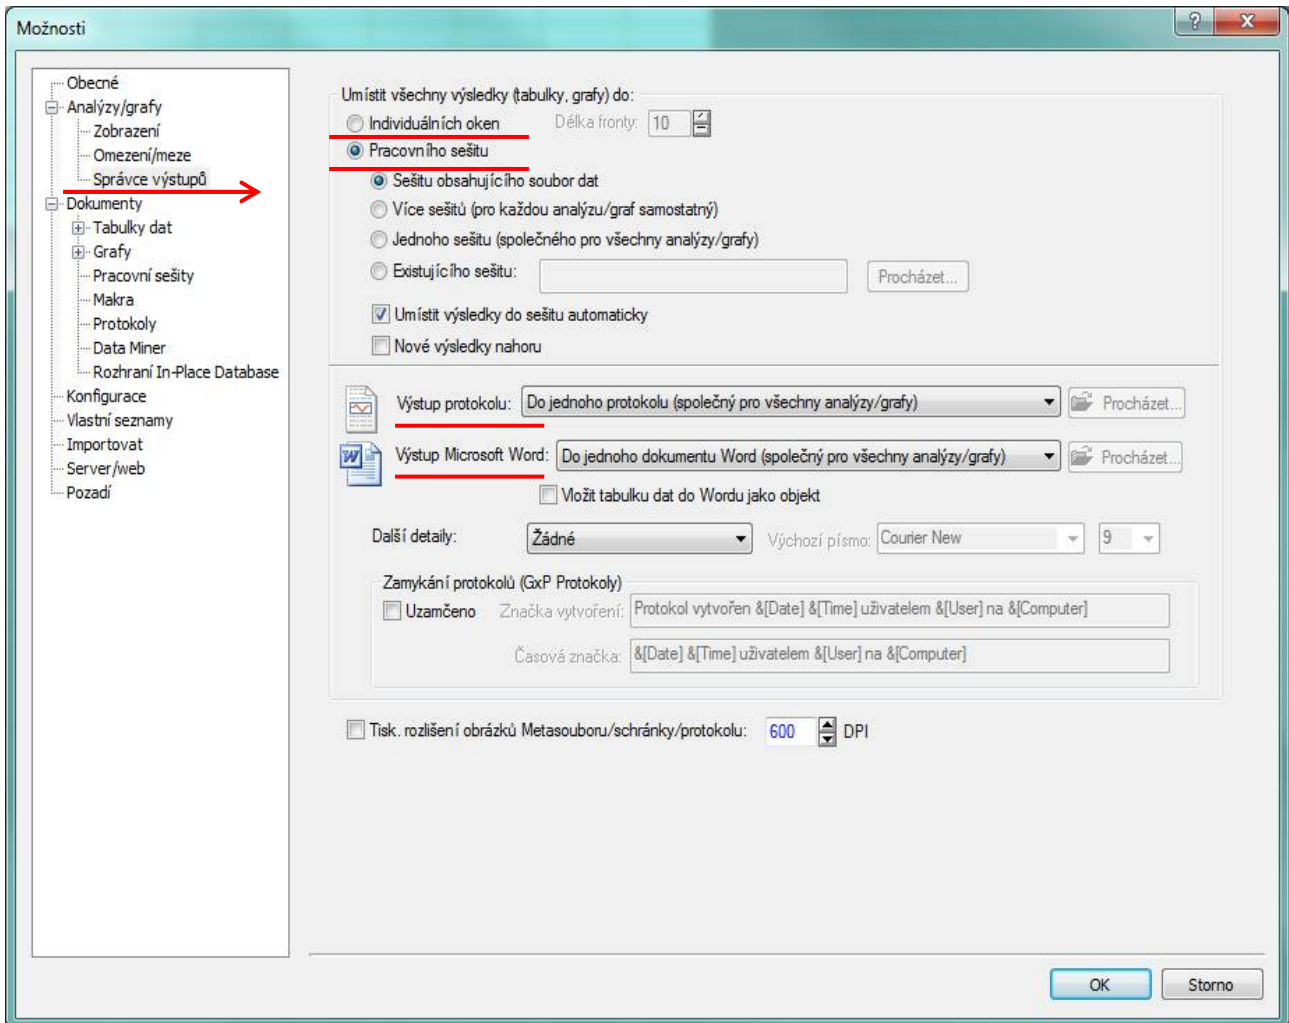 Možnosti
Obecné
Analýzy/grafy
Zobrazení
Omezení/meze
Správce výstupů
Dokumenty
Tabulky dat
Grafy
Pracovní sešity
Makra
Protokoly
Data Miner
Rozhraní In-Place Database
Konfigurace
Vlastní seznamy
Importovat
Server/web
Pozadí
Umístit všechny výsledky (tabulky, grafy) do:
Individuálních oken Délka fronty: 10
Pracovního sešitu
Sešitu obsahujícího soubor dat
Více sešitů (pro každou analýzu/graf samostatný)
Jednoho sešitu (společného pro všechny analýzy/grafy)
Existujícího sešitu: Procházet...
Umístit výsledky do sešitu automaticky
Nové výsledky nahoru
Výstup protokolu: Do jednoho protokolu (společný pro všechny analýzy/grafy) Procházet...
Výstup Microsoft Word: Do jednoho dokumentu Word (společný pro všechny analýzy/grafy) Procházet...
Vložit tabulku dat do Wordu jako objekt
Další detaily: Žádné Výchozí písmo: Courier New 9
Zamykání protokolů (GxP Protokoly)
Uzamčeno Značka vytvoření: Protokol vytvořen &[Date] &[Time] uživatelem &[User] na &[Computer]
Časová značka: &[Date] &[Time] uživatelem &[User] na &[Computer]
Tisk. rozlišení obrázků Metasouboru/schránky/protokolu: 600 DPI
OK Storno